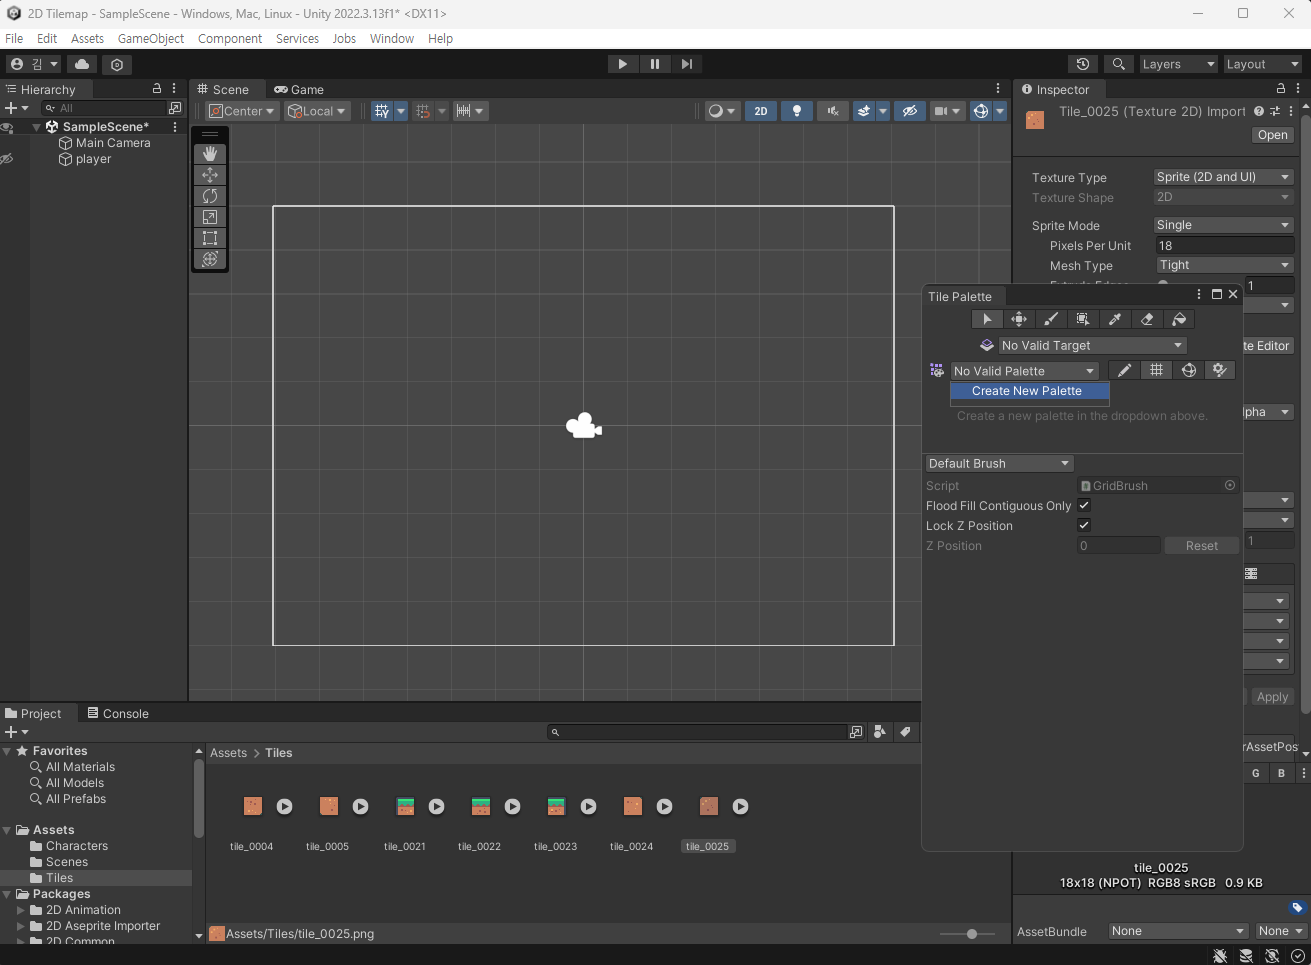 2D Tilemap - SampleScene - Windows, Mac, Linux - Unity 2022.3.13f1* <DX11>
File Edit Assets GameObject Component Services Jobs Window Help
김 Layers Layout
Hierarchy
All
SampleScene*
Main Camera
player
Scene Game
Center Local 2D
Inspector
Tile_0025 (Texture 2D) Import
Open
Texture Type Sprite (2D and UI)
Texture Shape 2D
Sprite Mode Single
Pixels Per Unit 18
Mesh Type Tight
1
te Editor
lpha
1
Apply
rAssetPos
G B
Tile Palette
No Valid Target
No Valid Palette
Create New Palette
Create a new palette in the dropdown above.
Default Brush
Script GridBrush
Flood Fill Contiguous Only
Lock Z Position
Z Position 0 Reset
Project Console
Favorites
All Materials
All Models
All Prefabs
Assets
Characters
Scenes
Tiles
Packages
2D Animation
2D Aseprite Importer
2D Common
Assets > Tiles
tile_0004 tile_0005 tile_0021 tile_0022 tile_0023 tile_0024 tile_0025
Assets/Tiles/tile_0025.png
tile_0025
18x18 (NPOT) RGB8 sRGB 0.9 KB
AssetBundle None None